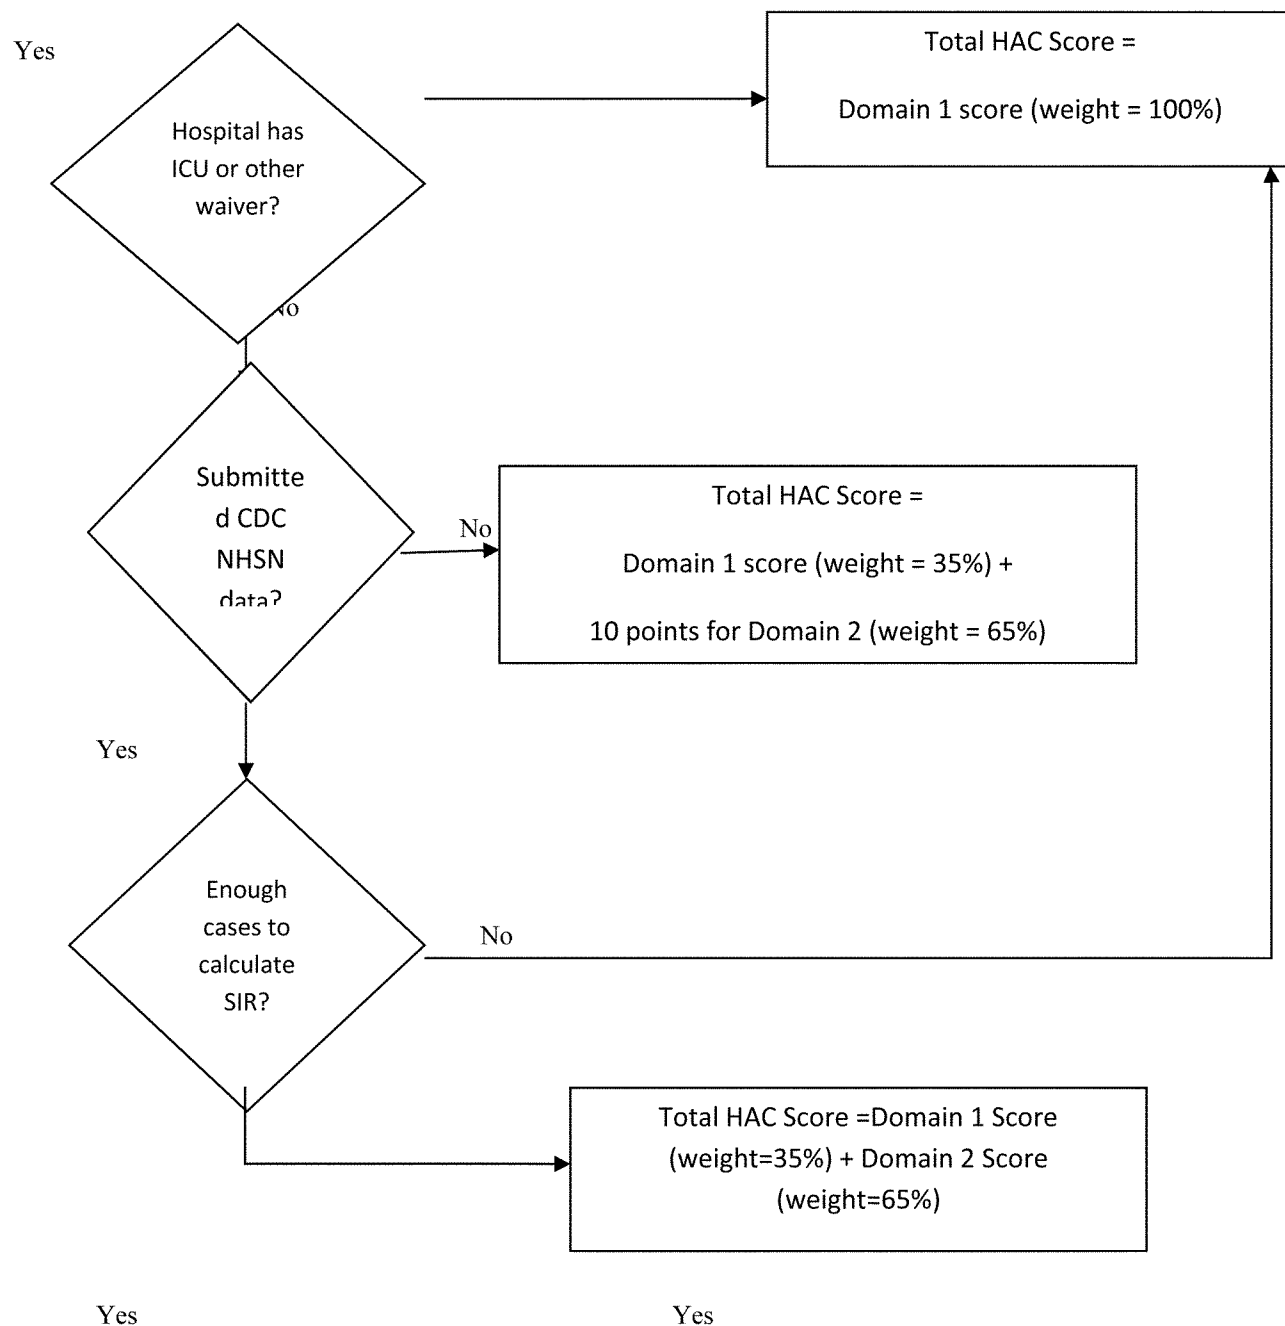 Yes
Total HAC Score =
Domain 1 score (weight = 100%)
Hospital has
ICU or other
waiver?
No
Submitte
d CDC
NHSN
data?
No
Total HAC Score =
Domain 1 score (weight = 35%) +
10 points for Domain 2 (weight = 65%)
Yes
Enough
cases to
calculate
SIR?
No
Total HAC Score =Domain 1 Score
(weight=35%) + Domain 2 Score
(weight=65%)
Yes
Yes